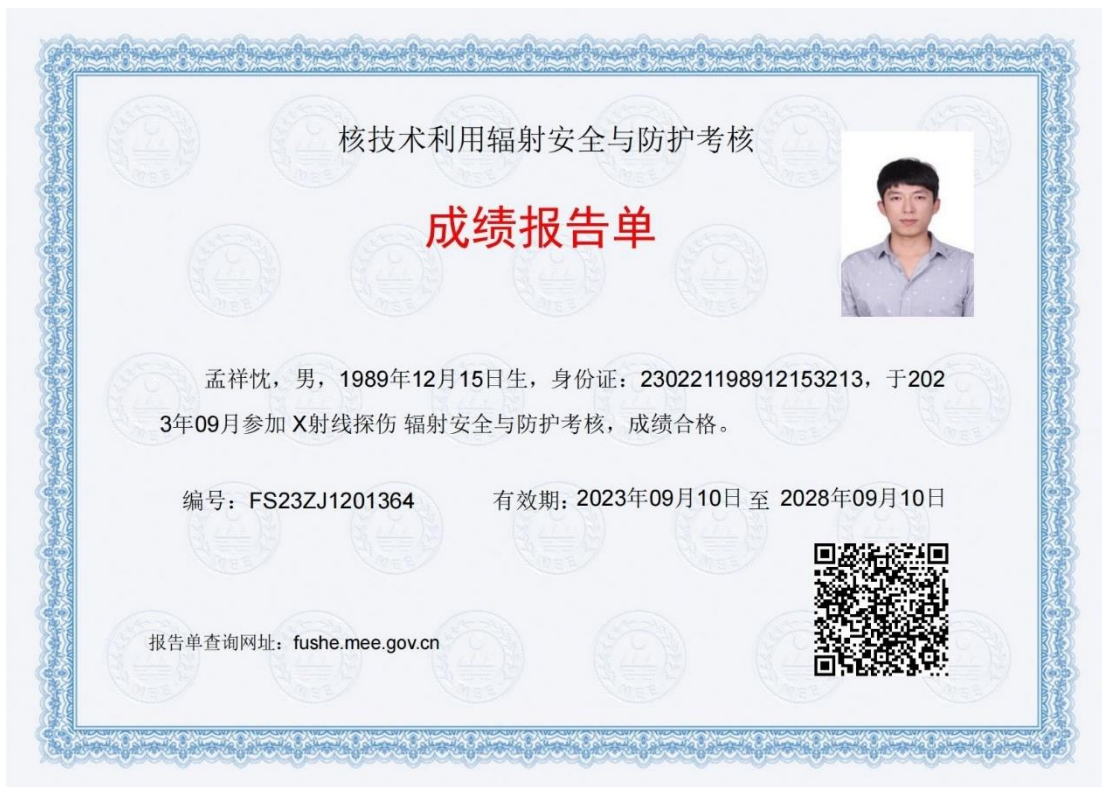 核技术利用辐射安全与防护考核
成绩报告单
孟祥忱，男，1989年12月15日生，身份证：230221198912153213，于202
3年09月参加 X射线探伤 辐射安全与防护考核，成绩合格。
编号：FS23ZJ1201364 有效期：2023年09月10日 至 2028年09月10日
报告单查询网址：fushe.mee.gov.cn